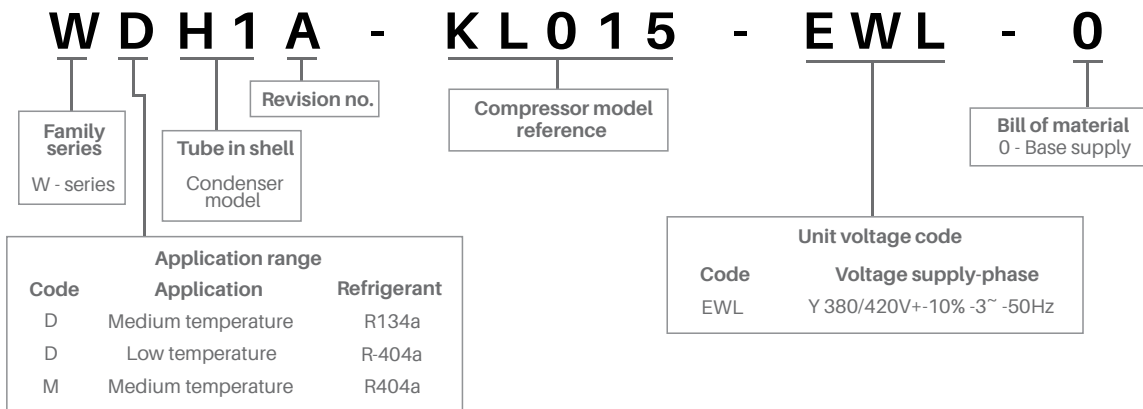 W D H 1 A - K L 0 1 5 - E W L - 0
Revision no.
Compressor model
reference
Bill of material
0 - Base supply
Family
series
W - series
Tube in shell
Condenser
model
Application range
Code Application Refrigerant
D Medium temperature R134a
D Low temperature R-404a
M Medium temperature R404a
Unit voltage code
Code Voltage supply-phase
EWL Y 380/420V+-10% -3~ -50Hz